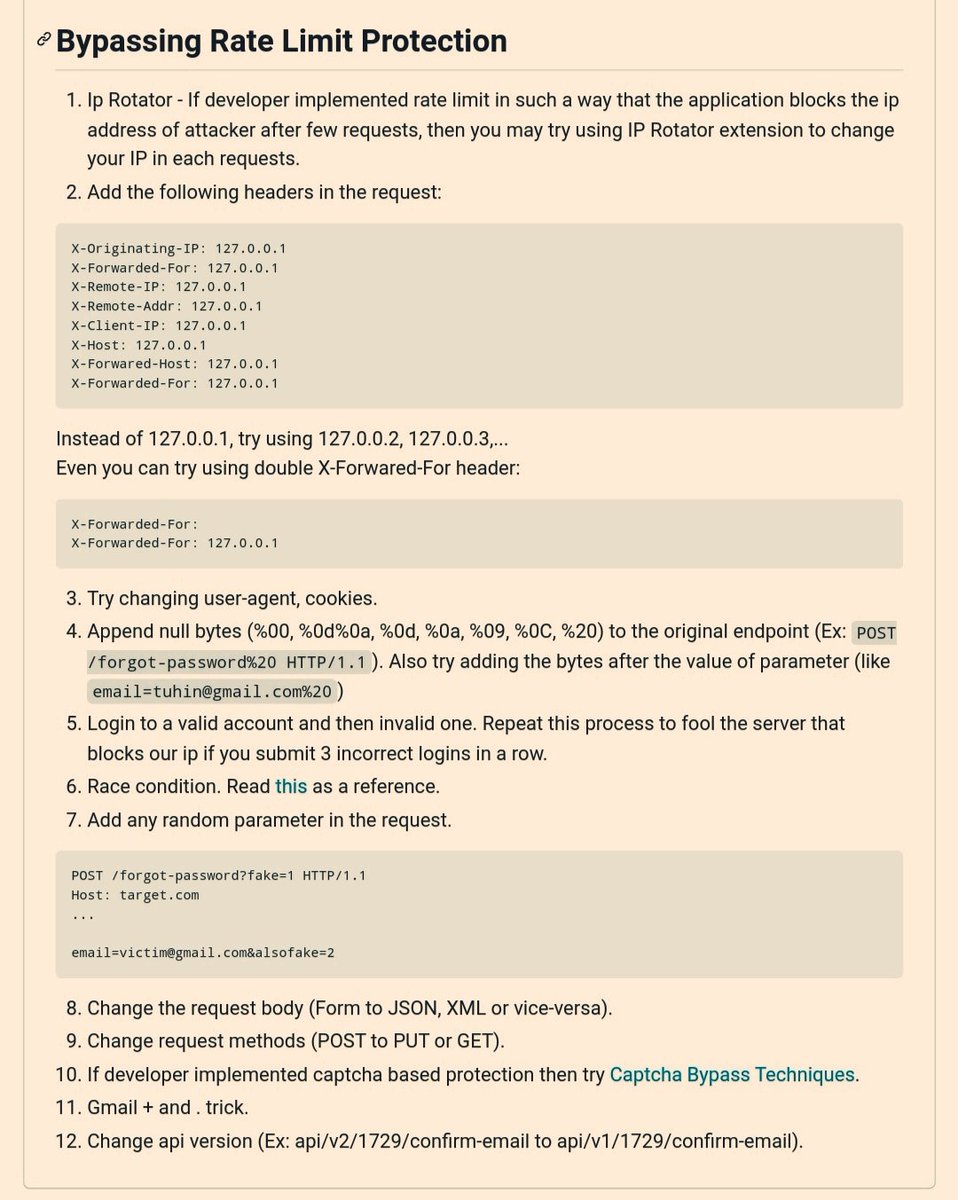 Bypassing Rate Limit Protection
1. Ip Rotator - If developer implemented rate limit in such a way that the application blocks the ip
address of attacker after few requests, then you may try using IP Rotator extension to change
your IP in each requests.
2. Add the following headers in the request:
X-Originating-IP: 127.0.0.1
X-Forwarded-For: 127.0.0.1
X-Remote-IP: 127.0.0.1
X-Remote-Addr: 127.0.0.1
X-Client-IP: 127.0.0.1
X-Host: 127.0.0.1
X-Forwared-Host: 127.0.0.1
X-Forwarded-For: 127.0.0.1
Instead of 127.0.0.1, try using 127.0.0.2, 127.0.0.3,...
Even you can try using double X-Forwared-For header:
X-Forwarded-For:
X-Forwarded-For: 127.0.0.1
3. Try changing user-agent, cookies.
4. Append null bytes (%00, %0d%0a, %0d, %0a, %09, %0C, %20) to the original endpoint (Ex: POST
/forgot-password%20 HTTP/1.1 ). Also try adding the bytes after the value of parameter (like
email=tuhin@gmail.com%20 )
5. Login to a valid account and then invalid one. Repeat this process to fool the server that
blocks our ip if you submit 3 incorrect logins in a row.
6. Race condition. Read this as a reference.
7. Add any random parameter in the request.
POST /forgot-password?fake=1 HTTP/1.1
Host: target.com
...
email=victim@gmail.com&alsofake=2
8. Change the request body (Form to JSON, XML or vice-versa).
9. Change request methods (POST to PUT or GET).
10. If developer implemented captcha based protection then try Captcha Bypass Techniques.
11. Gmail + and . trick.
12. Change api version (Ex: api/v2/1729/confirm-email to api/v1/1729/confirm-email).